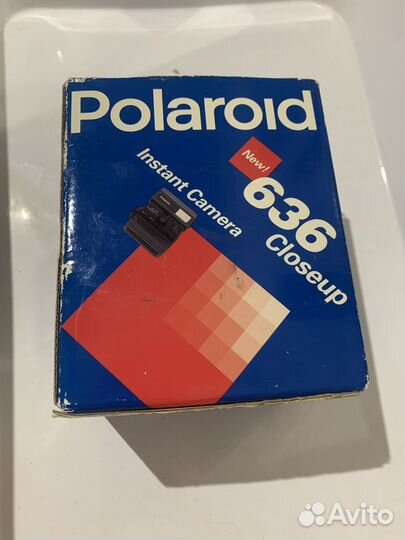 Polaroid
Instant Camera
New!
636
Closeup
Avito